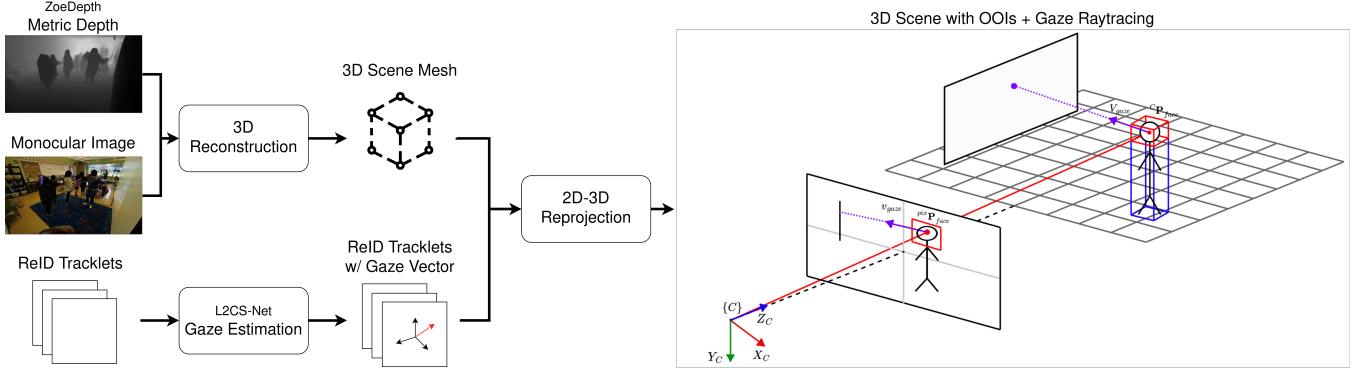 ZoeDepth
Metric Depth
Monocular Image
ReID Tracklets
3D
Reconstruction
L2CS-Net
Gaze Estimation
3D Scene Mesh
ReID Tracklets
w/ Gaze Vector
2D-3D
Reprojection
3D Scene with OOIs + Gaze Raytracing
V_gaze
^C P_face
v_gaze
^pix P_face
{C}
Z_C
Y_C
X_C